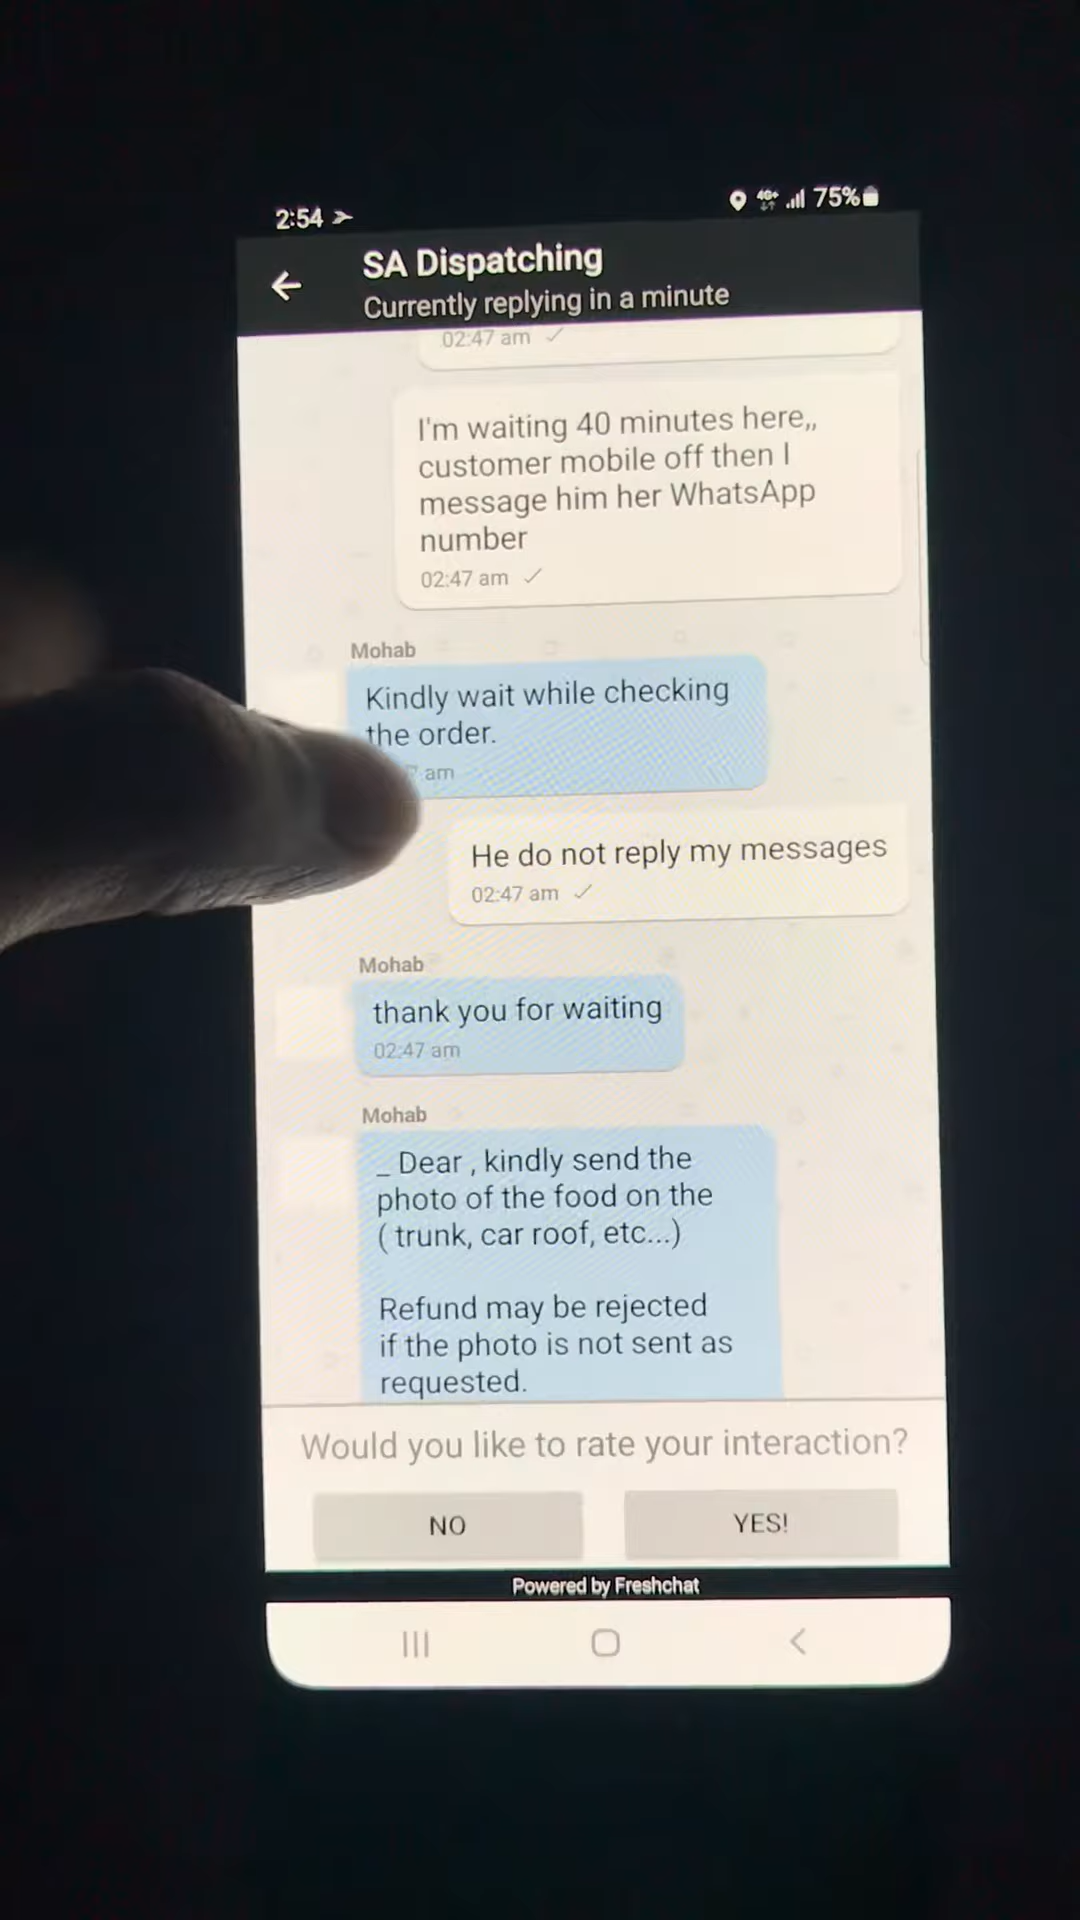 2:54
4G+
75%
SA Dispatching
Currently replying in a minute
02:47 am
I'm waiting 40 minutes here,,
customer mobile off then I
message him her WhatsApp
number
02:47 am
Mohab
Kindly wait while checking
the order.
7 am
He do not reply my messages
02:47 am
Mohab
thank you for waiting
02:47 am
Mohab
_ Dear , kindly send the
photo of the food on the
( trunk, car roof, etc...)
Refund may be rejected
if the photo is not sent as
requested.
Would you like to rate your interaction?
NO
YES!
Powered by Freshchat